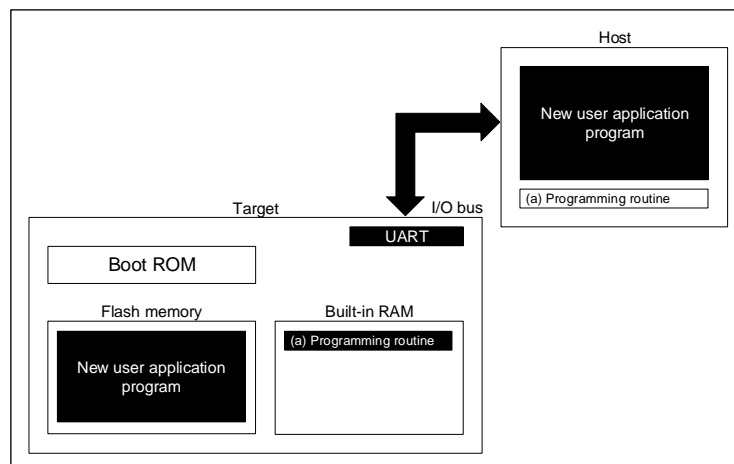 Host
New user application
program
(a) Programming routine
Target
I/O bus
UART
Boot ROM
Flash memory
Built-in RAM
(a) Programming routine
New user application
program